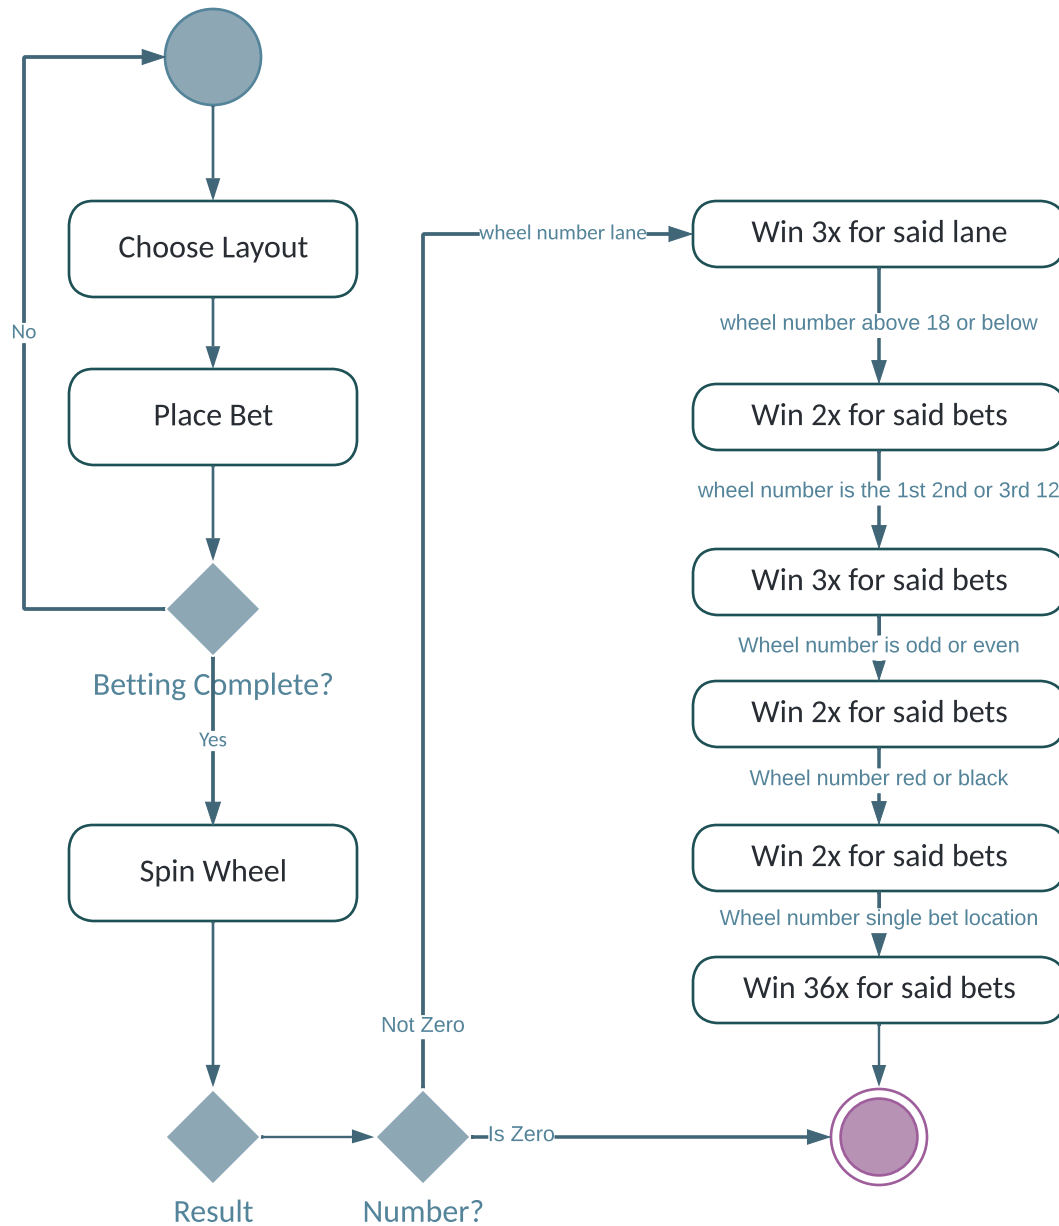 Choose Layout
No
Place Bet
Betting Complete?
Yes
Spin Wheel
Result
Number?
Not Zero
Is Zero
wheel number lane
Win 3x for said lane
wheel number above 18 or below
Win 2x for said bets
wheel number is the 1st 2nd or 3rd 12
Win 3x for said bets
Wheel number is odd or even
Win 2x for said bets
Wheel number red or black
Win 2x for said bets
Wheel number single bet location
Win 36x for said bets